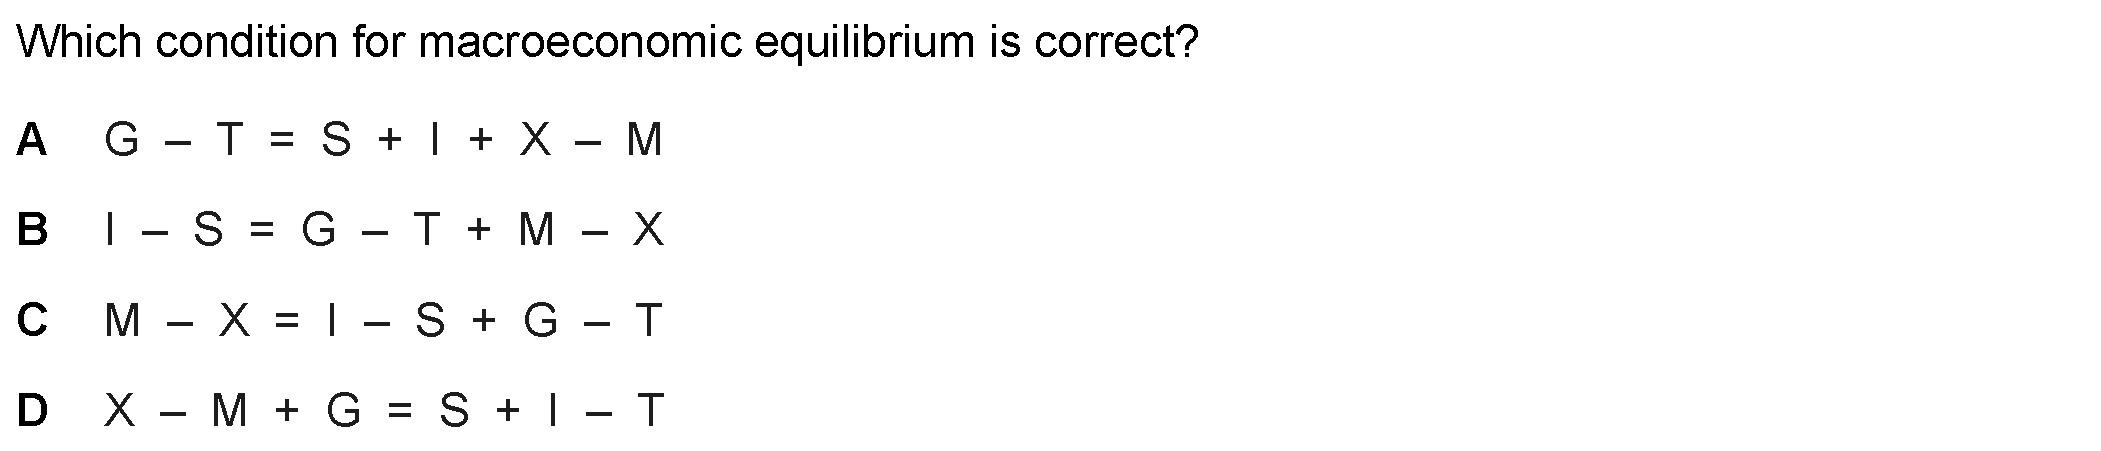 Which condition for macroeconomic equilibrium is correct?
A G – T = S + I + X – M
B I – S = G – T + M – X
C M – X = I – S + G – T
D X – M + G = S + I – T